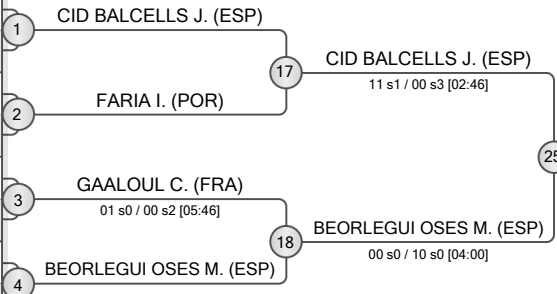 CID BALCELLS J. (ESP)
1
17
CID BALCELLS J. (ESP)
11 s1 / 00 s3 [02:46]
FARIA I. (POR)
2
25
GAALOUL C. (FRA)
3
01 s0 / 00 s2 [05:46]
18
BEORLEGUI OSES M. (ESP)
00 s0 / 10 s0 [04:00]
BEORLEGUI OSES M. (ESP)
4